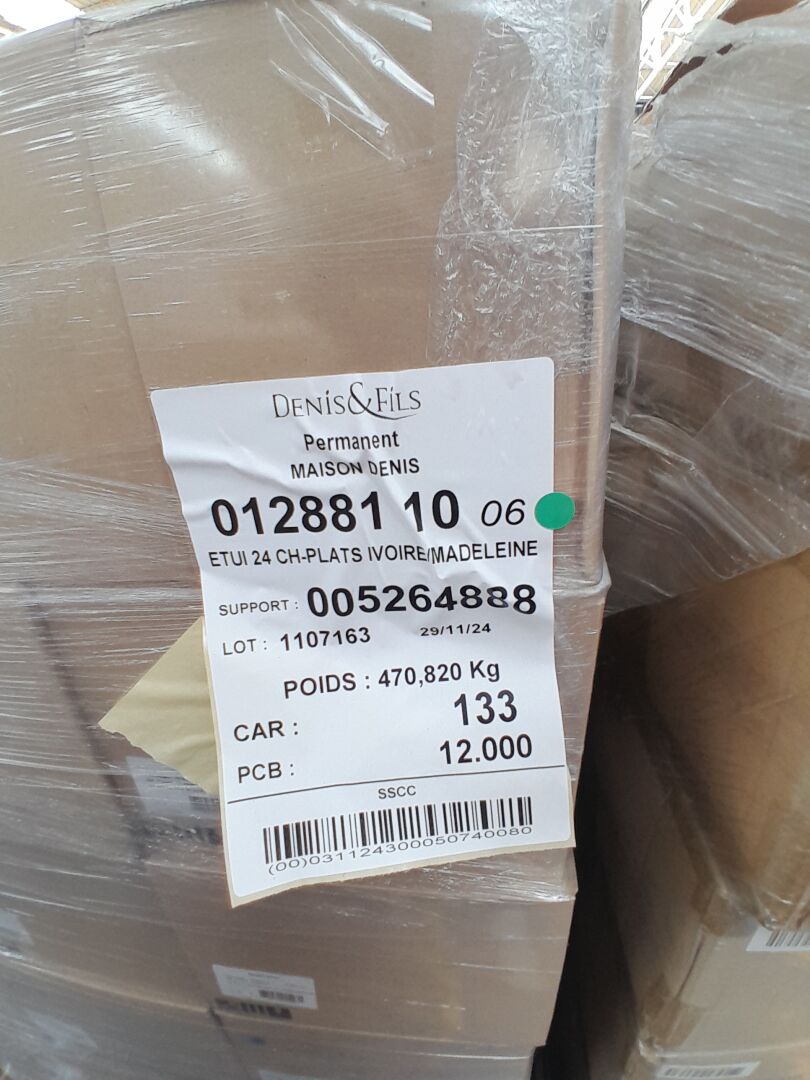 DENIS&FILS
Permanent
MAISON DENIS
012881 10 06
ETUI 24 CH-PLATS IVOIRE/MADELEINE
SUPPORT : 005264888
LOT : 1107163 29/11/24
POIDS : 470,820 Kg
CAR : 133
PCB : 12.000
SSCC
(00)031124300050740080